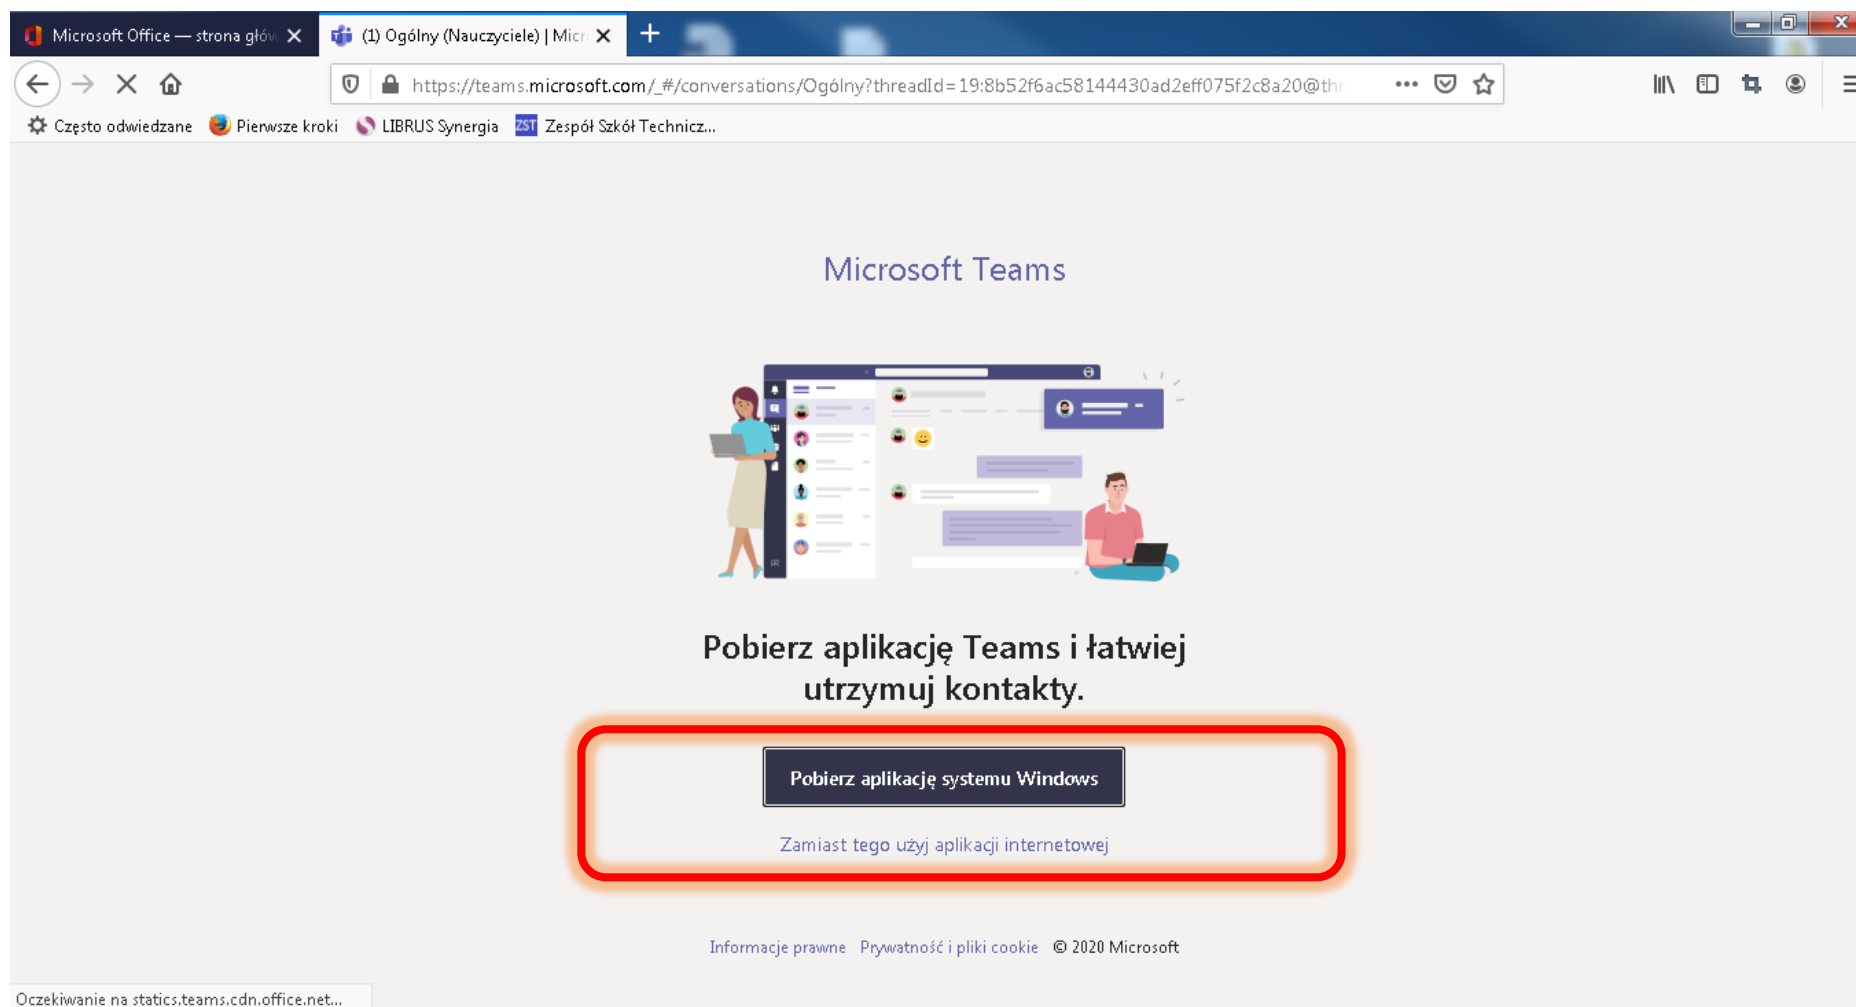 Microsoft Office — strona głów
(1) Ogólny (Nauczyciele) | Micr
https://teams.microsoft.com/_#/conversations/Ogólny?threadId=19:8b52f6ac58144430ad2eff075f2c8a20@thr
Często odwiedzane Pierwsze kroki LIBRUS Synergia ZST Zespół Szkół Technicz...
Microsoft Teams
Pobierz aplikację Teams i łatwiej
utrzymuj kontakty.
Pobierz aplikację systemu Windows
Zamiast tego użyj aplikacji internetowej
Informacje prawne Prywatność i pliki cookie © 2020 Microsoft
Oczekiwanie na statics.teams.cdn.office.net...